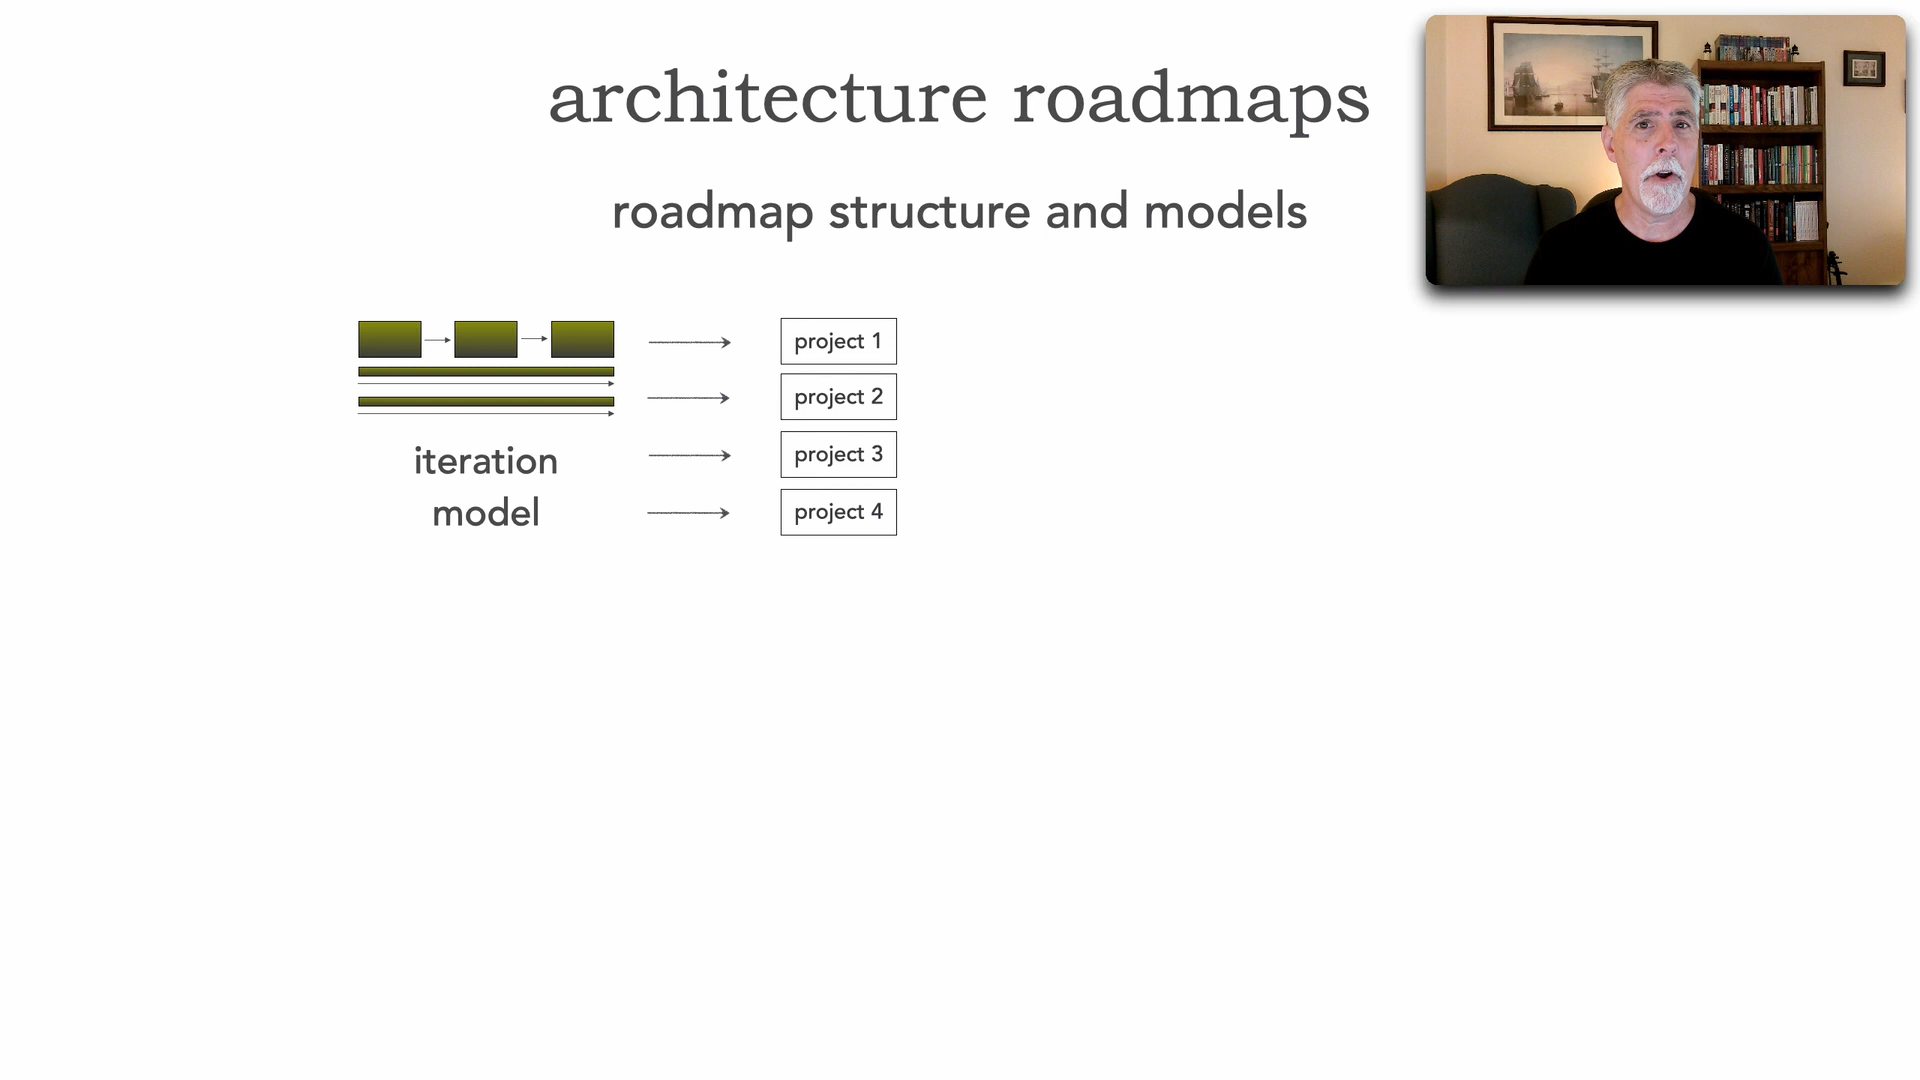 architecture roadmaps
roadmap structure and models
project 1
project 2
project 3
project 4
iteration
model